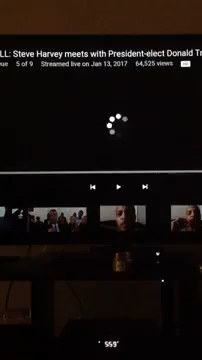 LL: Steve Harvey meets with President-elect Donald Tr
ue 5 of 9 Streamed live on Jan 13, 2017 64,525 views
559